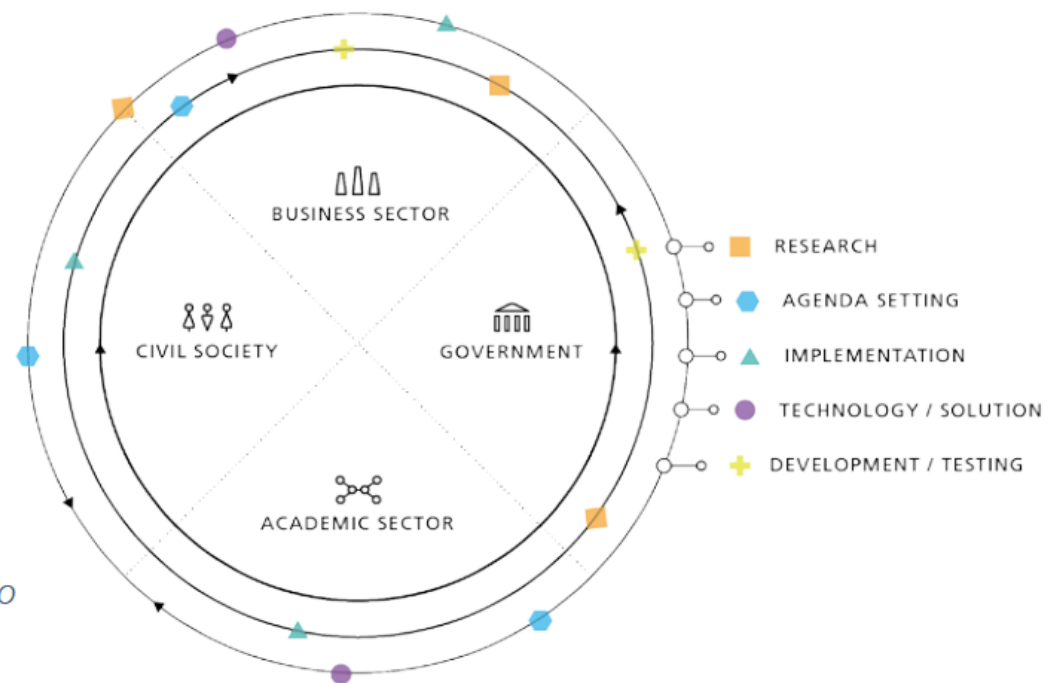 BUSINESS SECTOR
CIVIL SOCIETY
GOVERNMENT
ACADEMIC SECTOR
RESEARCH
AGENDA SETTING
IMPLEMENTATION
TECHNOLOGY / SOLUTION
DEVELOPMENT / TESTING
o